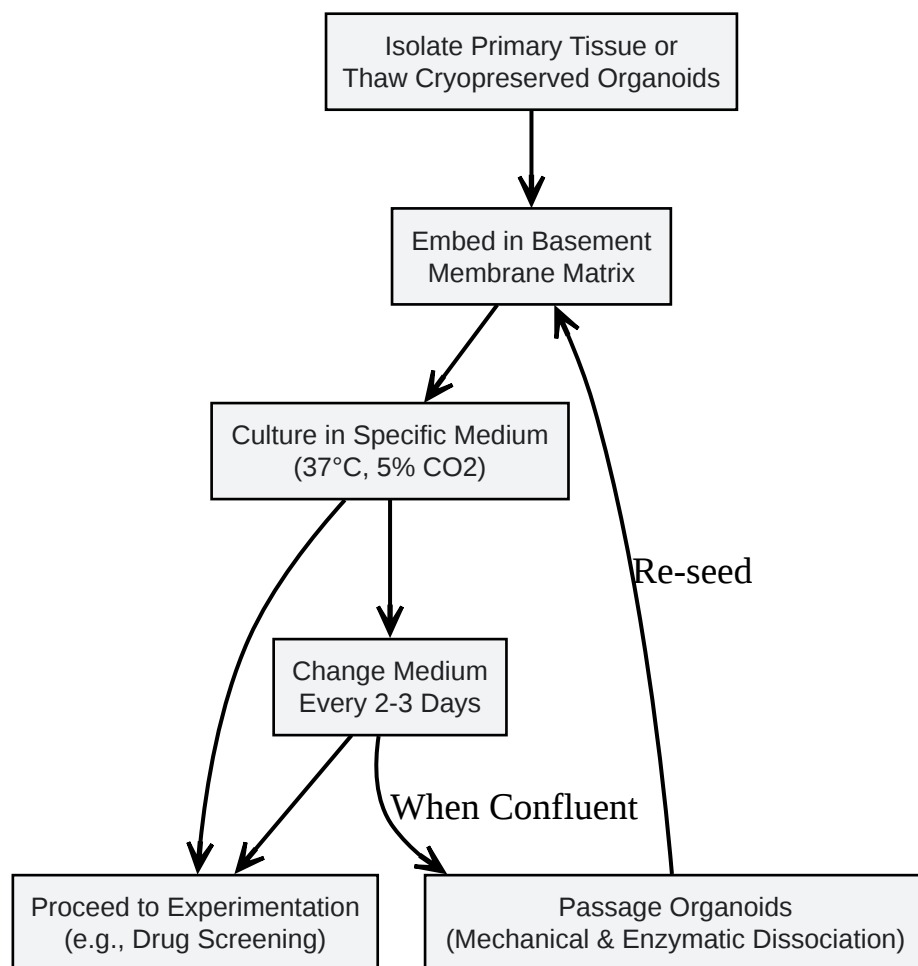 Isolate Primary Tissue or
Thaw Cryopreserved Organoids
Embed in Basement
Membrane Matrix
Culture in Specific Medium
(37°C, 5% CO2)
Re-seed
Change Medium
Every 2-3 Days
When Confluent
Proceed to Experimentation
(e.g., Drug Screening)
Passage Organoids
(Mechanical & Enzymatic Dissociation)